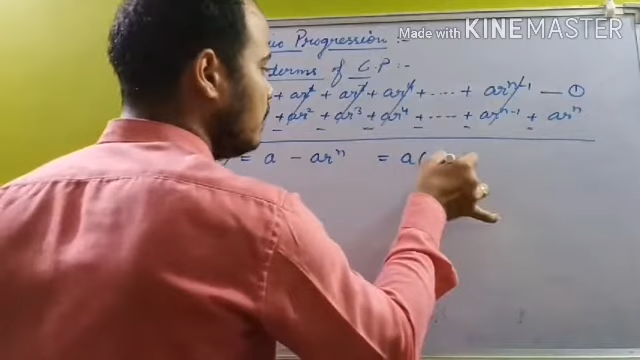 Made with KINEMASTER
Progression :-
terms of G.P :-
+ ar² + ar³ + ar⁴ + .... + arⁿ⁻¹ — ①
+ ar² + ar³ + ar⁴ + .... + arⁿ⁻¹ + arⁿ
- - - - - -
) = a - arⁿ = a(